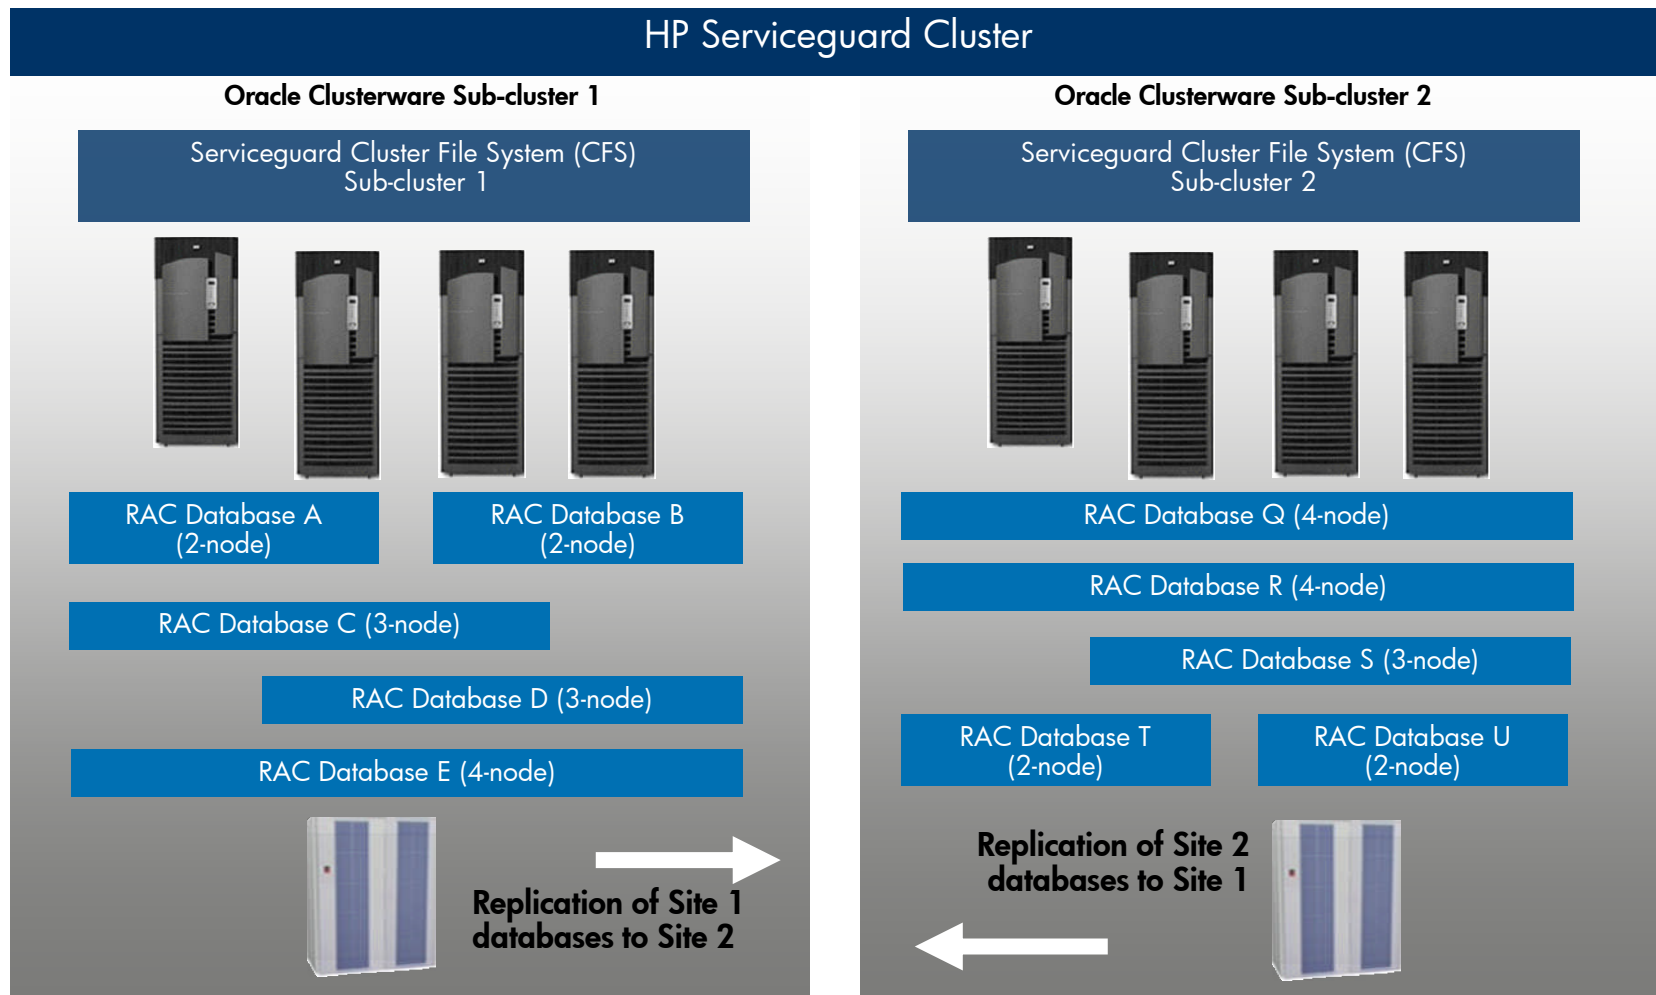 HP Serviceguard Cluster
Oracle Clusterware Sub-cluster 1
Serviceguard Cluster File System (CFS)
Sub-cluster 1
RAC Database A
(2-node)
RAC Database B
(2-node)
RAC Database C (3-node)
RAC Database D (3-node)
RAC Database E (4-node)
Replication of Site 1
databases to Site 2
Oracle Clusterware Sub-cluster 2
Serviceguard Cluster File System (CFS)
Sub-cluster 2
RAC Database Q (4-node)
RAC Database R (4-node)
RAC Database S (3-node)
RAC Database T
(2-node)
RAC Database U
(2-node)
Replication of Site 2
databases to Site 1